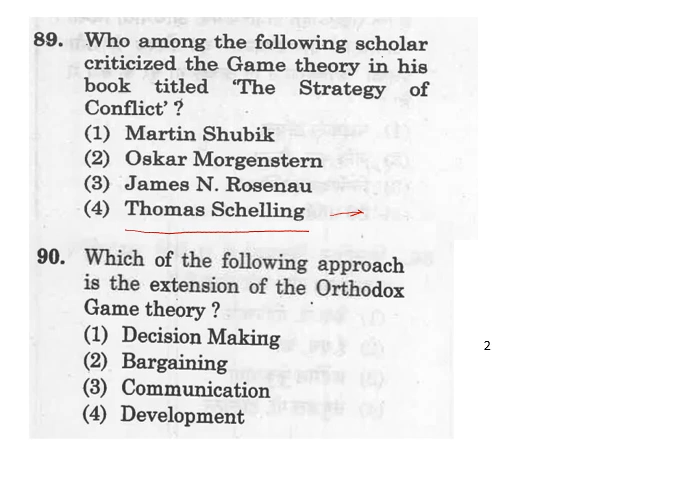 89. Who among the following scholar
criticized the Game theory in his
book titled ‘The Strategy of
Conflict’ ?
(1) Martin Shubik
(2) Oskar Morgenstern
(3) James N. Rosenau
(4) Thomas Schelling
90. Which of the following approach
is the extension of the Orthodox
Game theory ?
(1) Decision Making
(2) Bargaining
(3) Communication
(4) Development
2